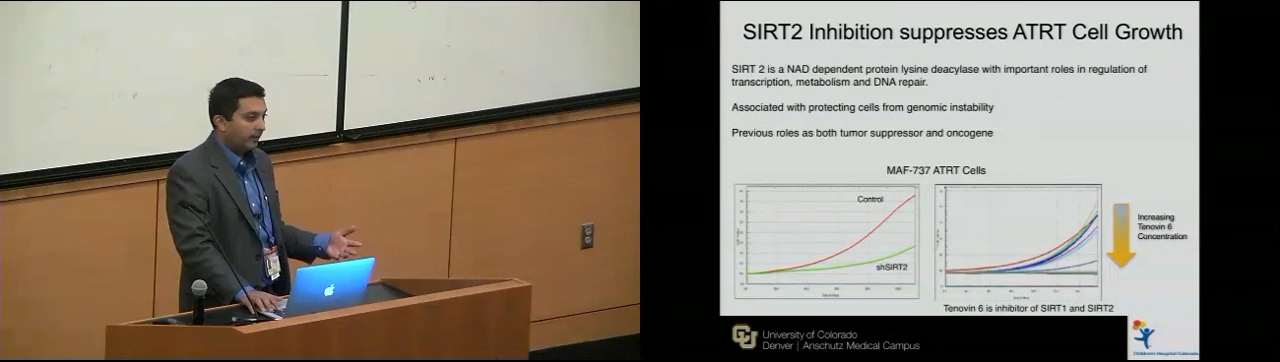 SIRT2 Inhibition suppresses ATRT Cell Growth
SIRT 2 is a NAD dependent protein lysine deacylase with important roles in regulation of
transcription, metabolism and DNA repair.
Associated with protecting cells from genomic instability
Previous roles as both tumor suppressor and oncogene
MAF-737 ATRT Cells
Control
shSIRT2
Increasing
Tenovin 6
Concentration
Tenovin 6 is inhibitor of SIRT1 and SIRT2
University of Colorado
Denver | Anschutz Medical Campus
Children's Hospital Colorado